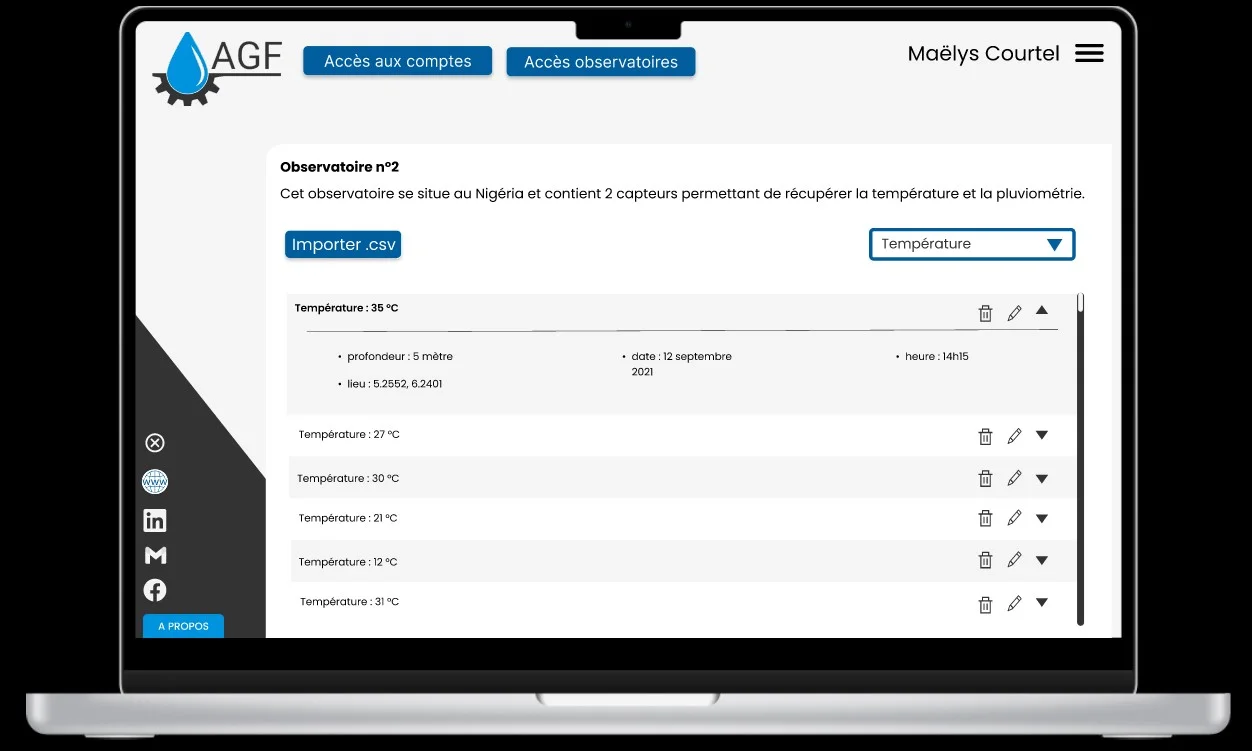 AGF
Accès aux comptes
Accès observatoires
Maëlys Courtel
Observatoire n°2
Cet observatoire se situe au Nigéria et contient 2 capteurs permettant de récupérer la température et la pluviométrie.
Importer .csv
Température
Température : 35 °C
• profondeur : 5 mètre
• date : 12 septembre
2021
• heure : 14h15
• lieu : 5.2552, 6.2401
Température : 27 °C
Température : 30 °C
Température : 21 °C
Température : 12 °C
Température : 31 °C
WWW
in
A PROPOS